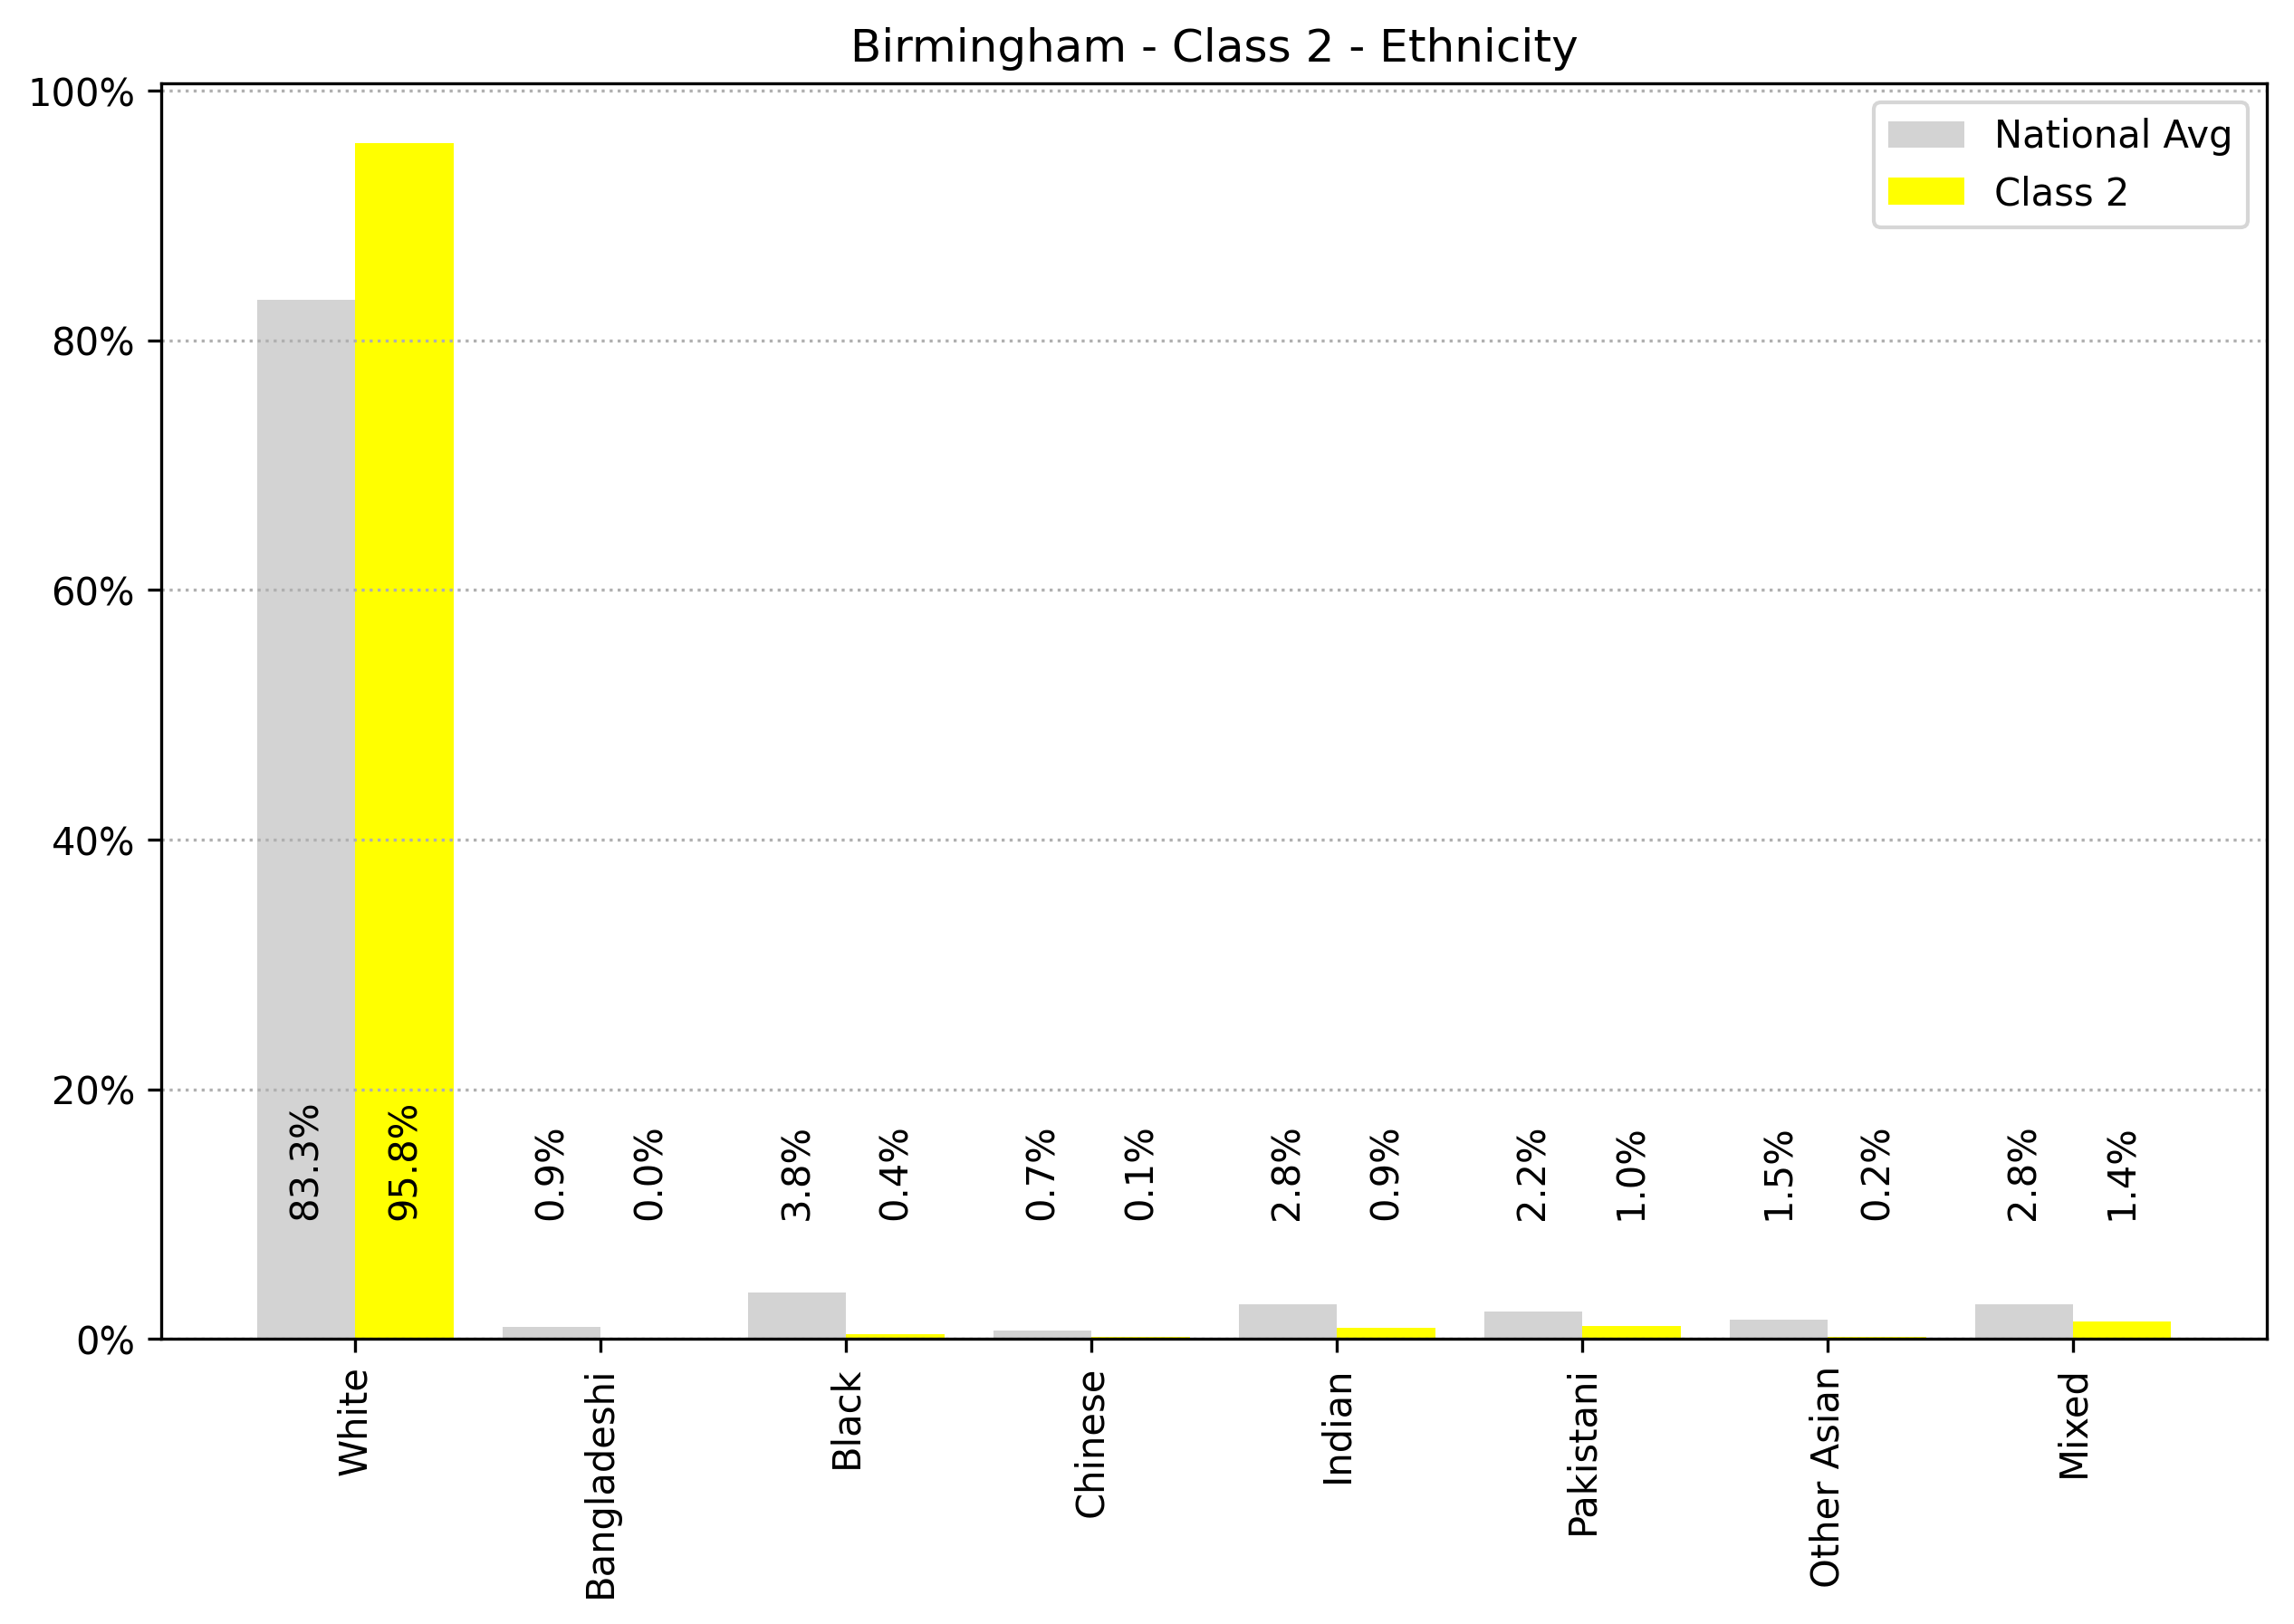 Birmingham - Class 2 - Ethnicity
National Avg
Class 2
100%
80%
60%
40%
20%
0%
83.3%
95.8%
0.9%
0.0%
3.8%
0.4%
0.7%
0.1%
2.8%
0.9%
2.2%
1.0%
1.5%
0.2%
2.8%
1.4%
White
Bangladeshi
Black
Chinese
Indian
Pakistani
Other Asian
Mixed